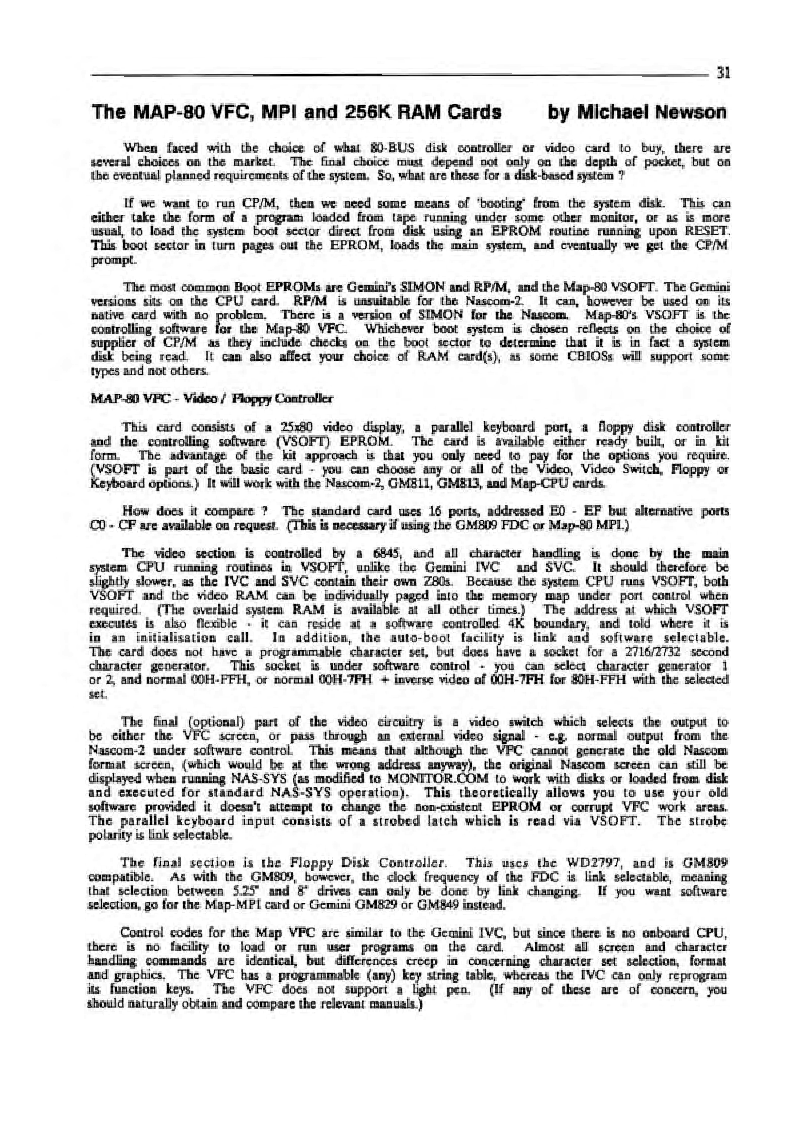 31
The MAP-80 VFC, MPI and 256K RAM Cards by Michael Newson
When faced with the choice of what 80-BUS disk controller or video card to buy, there are
several choices on the market. The final choice must depend not only on the depth of pocket, but on
the eventual planned requirements of the system. So, what are these for a disk-based system ?
If we want to run CP/M, then we need some means of 'booting' from the system disk. This can
either take the form of a program loaded from tape running under some other monitor, or as is more
usual, to load the system boot sector direct from disk using an EPROM routine running upon RESET.
This boot sector in turn pages out the EPROM, loads the main system, and eventually we get the CP/M
prompt.
The most common Boot EPROMs are Gemini's SIMON and RP/M, and the Map-80 VSOFT. The Gemini
versions sits on the CPU card. RP/M is unsuitable for the Nascom-2. It can, however be used on its
native card with no problem. There is a version of SIMON for the Nascom. Map-80's VSOFT is the
controlling software for the Map-80 VFC. Whichever boot system is chosen reflects on the choice of
supplier of CP/M as they include checks on the boot sector to determine that it is in fact a system
disk being read. It can also affect your choice of RAM card(s), as some CBIOSs will support some
types and not others.
MAP-80 VFC - Video / Floppy Controller
This card consists of a 25x80 video display, a parallel keyboard port, a floppy disk controller
and the controlling software (VSOFT) EPROM. The card is available either ready built, or in kit
form. The advantage of the kit approach is that you only need to pay for the options you require.
(VSOFT is part of the basic card - you can choose any or all of the Video, Video Switch, Floppy or
Keyboard options.) It will work with the Nascom-2, GM811, GM813, and Map-CPU cards.
How does it compare ? The standard card uses 16 ports, addressed E0 - EF but alternative ports
C0 - CF are available on request. (This is necessary if using the GM809 FDC or Map-80 MPI.)
The video section is controlled by a 6845, and all character handling is done by the main
system CPU running routines in VSOFT, unlike the Gemini IVC and SVC. It should therefore be
slightly slower, as the IVC and SVC contain their own Z80s. Because the system CPU runs VSOFT, both
VSOFT and the video RAM can be individually paged into the memory map under port control when
required. (The overlaid system RAM is available at all other times.) The address at which VSOFT
executes is also flexible - it can reside at a software controlled 4K boundary, and told where it is
in an initialisation call. In addition, the auto-boot facility is link and software selectable.
The card does not have a programmable character set, but does have a socket for a 2716/2732 second
character generator. This socket is under software control - you can select character generator 1
or 2, and normal 00H-FFH, or normal 00H-7FH + inverse video of 00H-7FH for 80H-FFH with the selected
set.
The final (optional) part of the video circuitry is a video switch which selects the output to
be either the VFC screen, or pass through an external video signal - e.g. normal output from the
Nascom-2 under software control. This means that although the VFC cannot generate the old Nascom
format screen, (which would be at the wrong address anyway), the original Nascom screen can still be
displayed when running NAS-SYS (as modified to MONITOR.COM to work with disks or loaded from disk
and executed for standard NAS-SYS operation). This theoretically allows you to use your old
software provided it doesn't attempt to change the non-existent EPROM or corrupt VFC work areas.
The parallel keyboard input consists of a strobed latch which is read via VSOFT. The strobe
polarity is link selectable.
The final section is the Floppy Disk Controller. This uses the WD2797, and is GM809
compatible. As with the GM809, however, the clock frequency of the FDC is link selectable, meaning
that selection between 5.25" and 8" drives can only be done by link changing. If you want software
selection, go for the Map-MPI card or Gemini GM829 or GM849 instead.
Control codes for the Map VFC are similar to the Gemini IVC, but since there is no onboard CPU,
there is no facility to load or run user programs on the card. Almost all screen and character
handling commands are identical, but differences creep in concerning character set selection, format
and graphics. The VFC has a programmable (any) key string table, whereas the IVC can only reprogram
its function keys. The VFC does not support a light pen. (If any of these are of concern, you
should naturally obtain and compare the relevant manuals.)